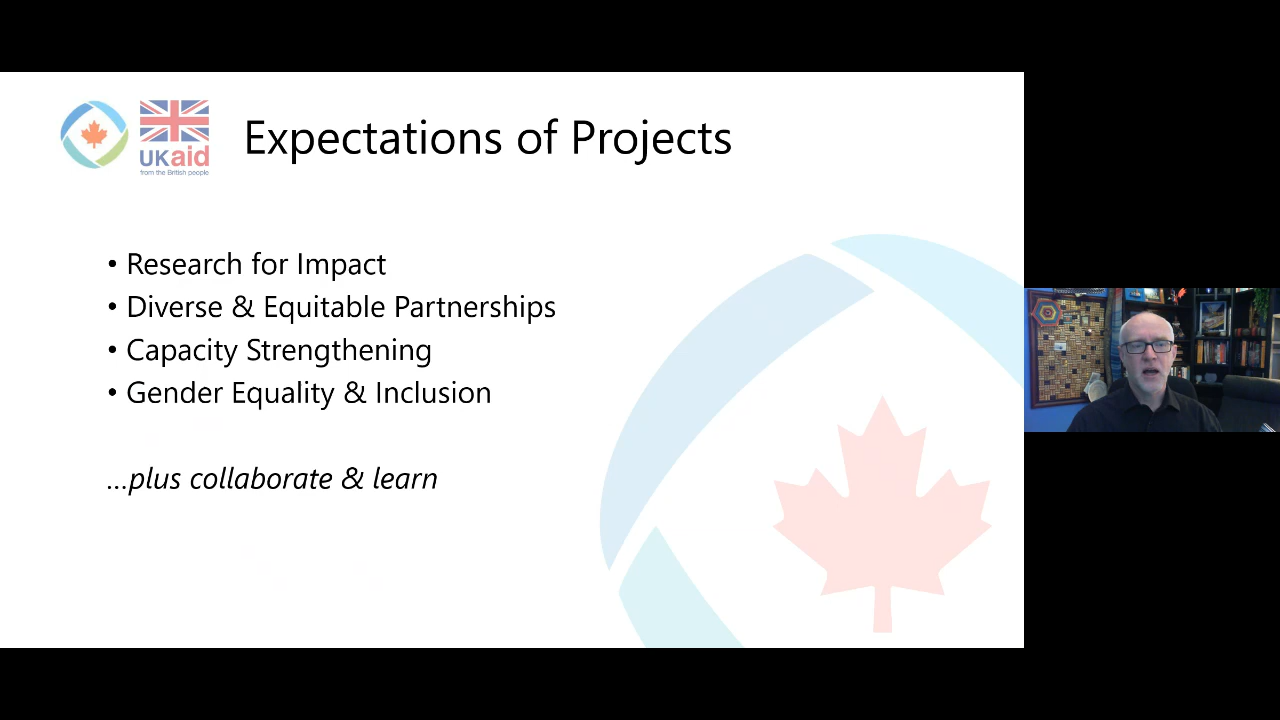 Expectations of Projects
UKaid
from the British people
• Research for Impact
• Diverse & Equitable Partnerships
• Capacity Strengthening
• Gender Equality & Inclusion
...plus collaborate & learn